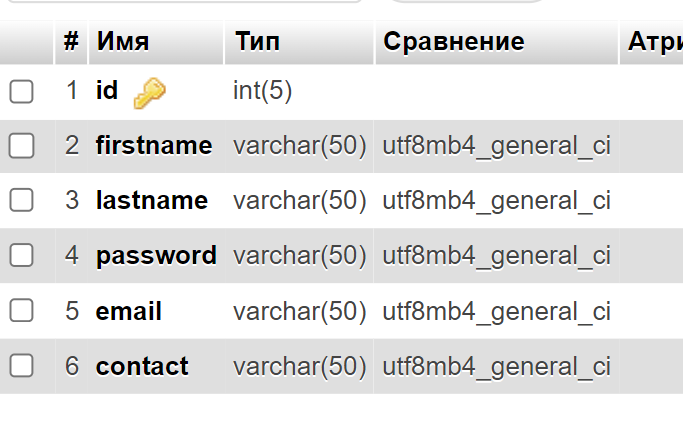 # Имя Тип Сравнение Атри
1 id int(5)
2 firstname varchar(50) utf8mb4_general_ci
3 lastname varchar(50) utf8mb4_general_ci
4 password varchar(50) utf8mb4_general_ci
5 email varchar(50) utf8mb4_general_ci
6 contact varchar(50) utf8mb4_general_ci